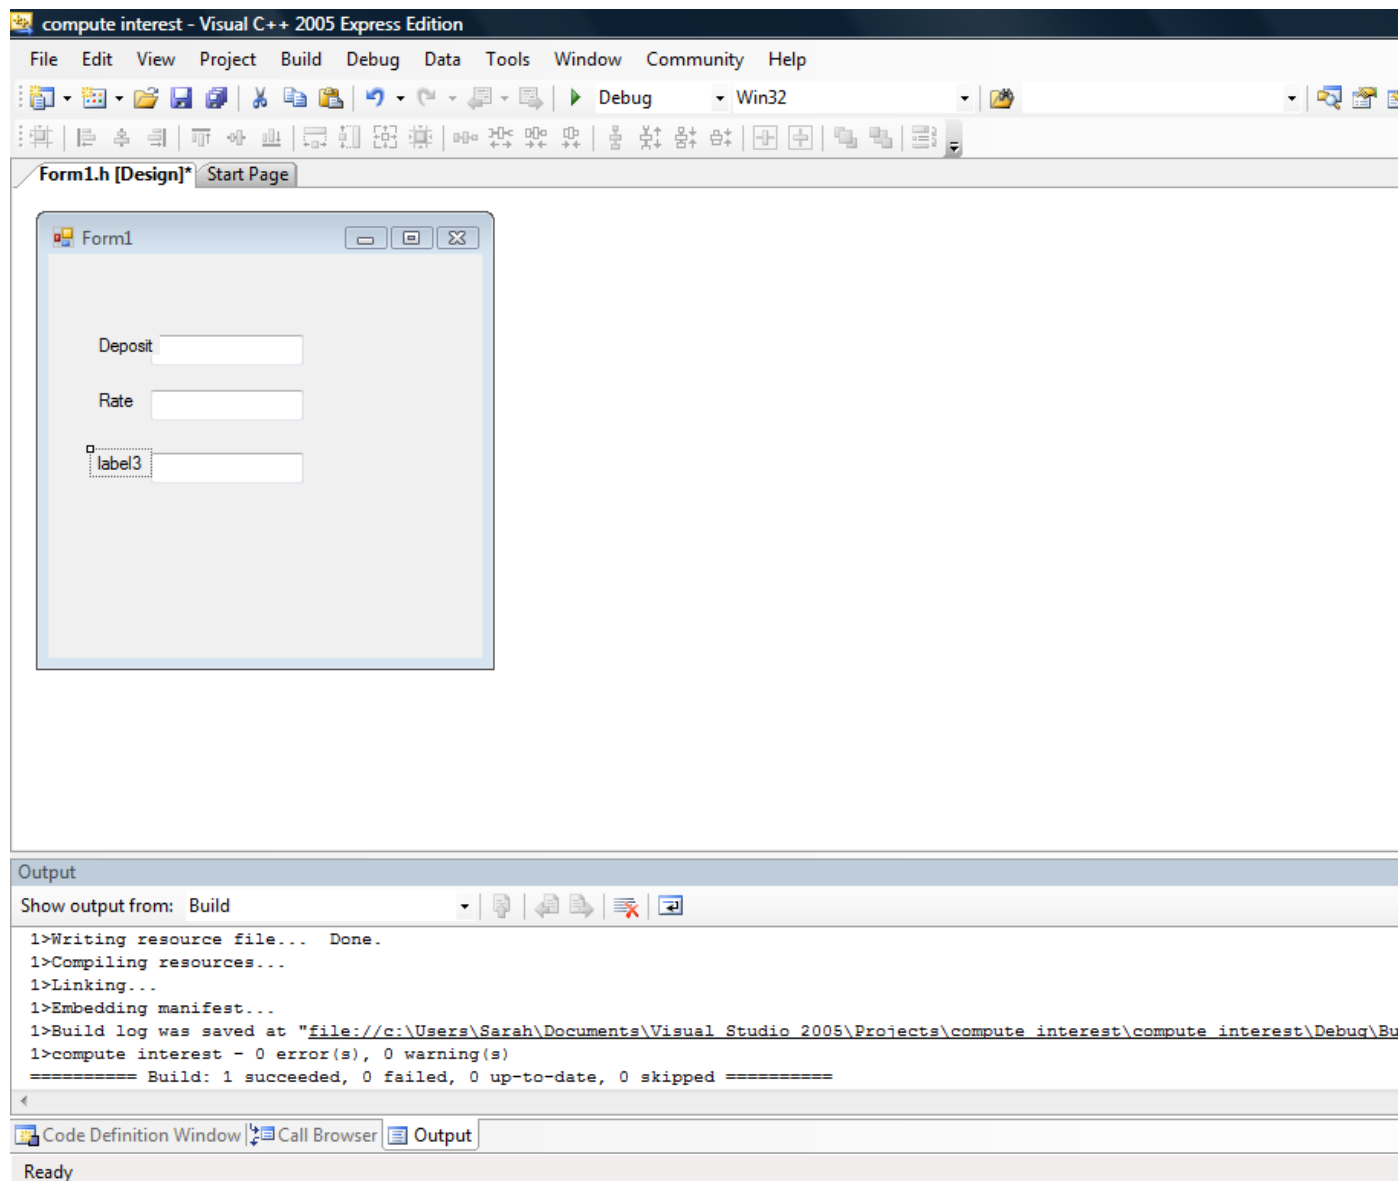 compute interest - Visual C++ 2005 Express Edition
File Edit View Project Build Debug Data Tools Window Community Help
Debug Win32
Form1.h [Design]* Start Page
Form1
Deposit
Rate
label3
Output
Show output from: Build
1>Writing resource file... Done.
1>Compiling resources...
1>Linking...
1>Embedding manifest...
1>Build log was saved at "file://c:\Users\Sarah\Documents\Visual Studio 2005\Projects\compute interest\compute interest\Debug\Bu
1>compute interest - 0 error(s), 0 warning(s)
========== Build: 1 succeeded, 0 failed, 0 up-to-date, 0 skipped ==========
Code Definition Window Call Browser Output
Ready